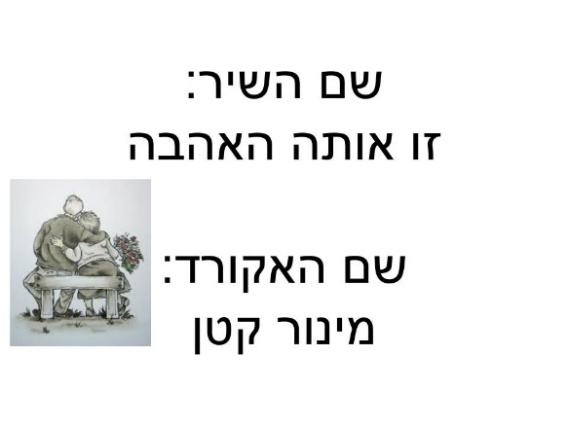 שם השיר:
זו אותה האהבה
שם האקורד:
מינור קטן